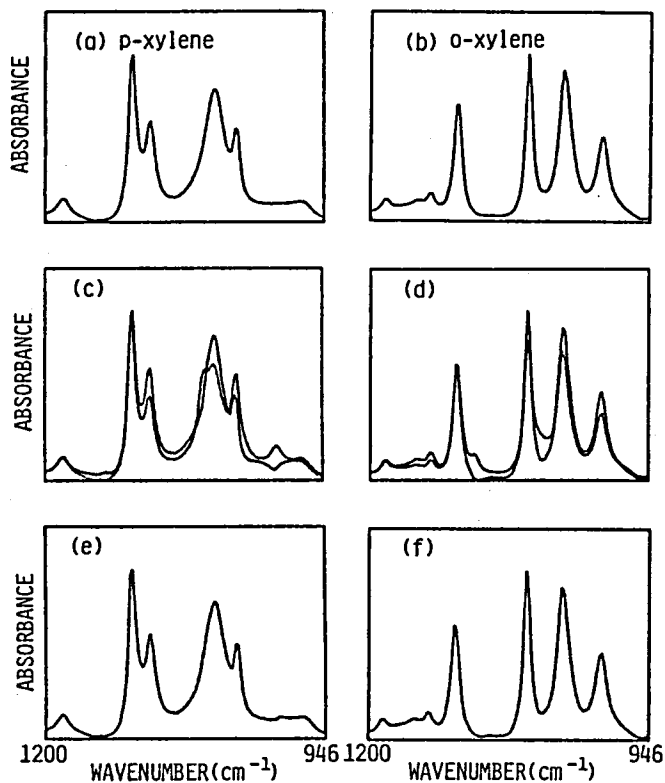 (a) p-xylene
(b) o-xylene
ABSORBANCE
(c)
(d)
ABSORBANCE
(e)
(f)
ABSORBANCE
1200 WAVENUMBER(cm⁻¹) 946
1200 WAVENUMBER(cm⁻¹) 946